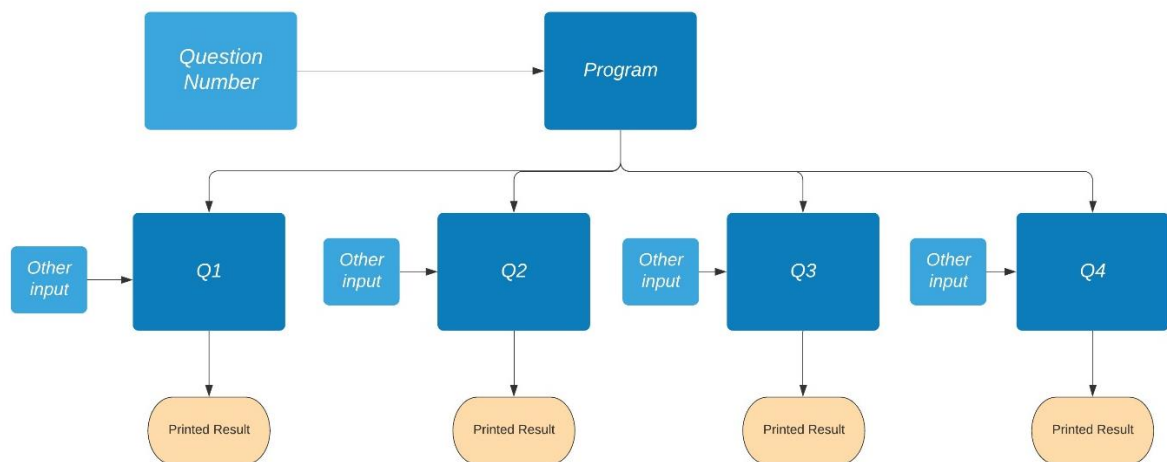 Question
Number
Program
Other
input
Q1
Other
input
Q2
Other
input
Q3
Other
input
Q4
Printed Result
Printed Result
Printed Result
Printed Result